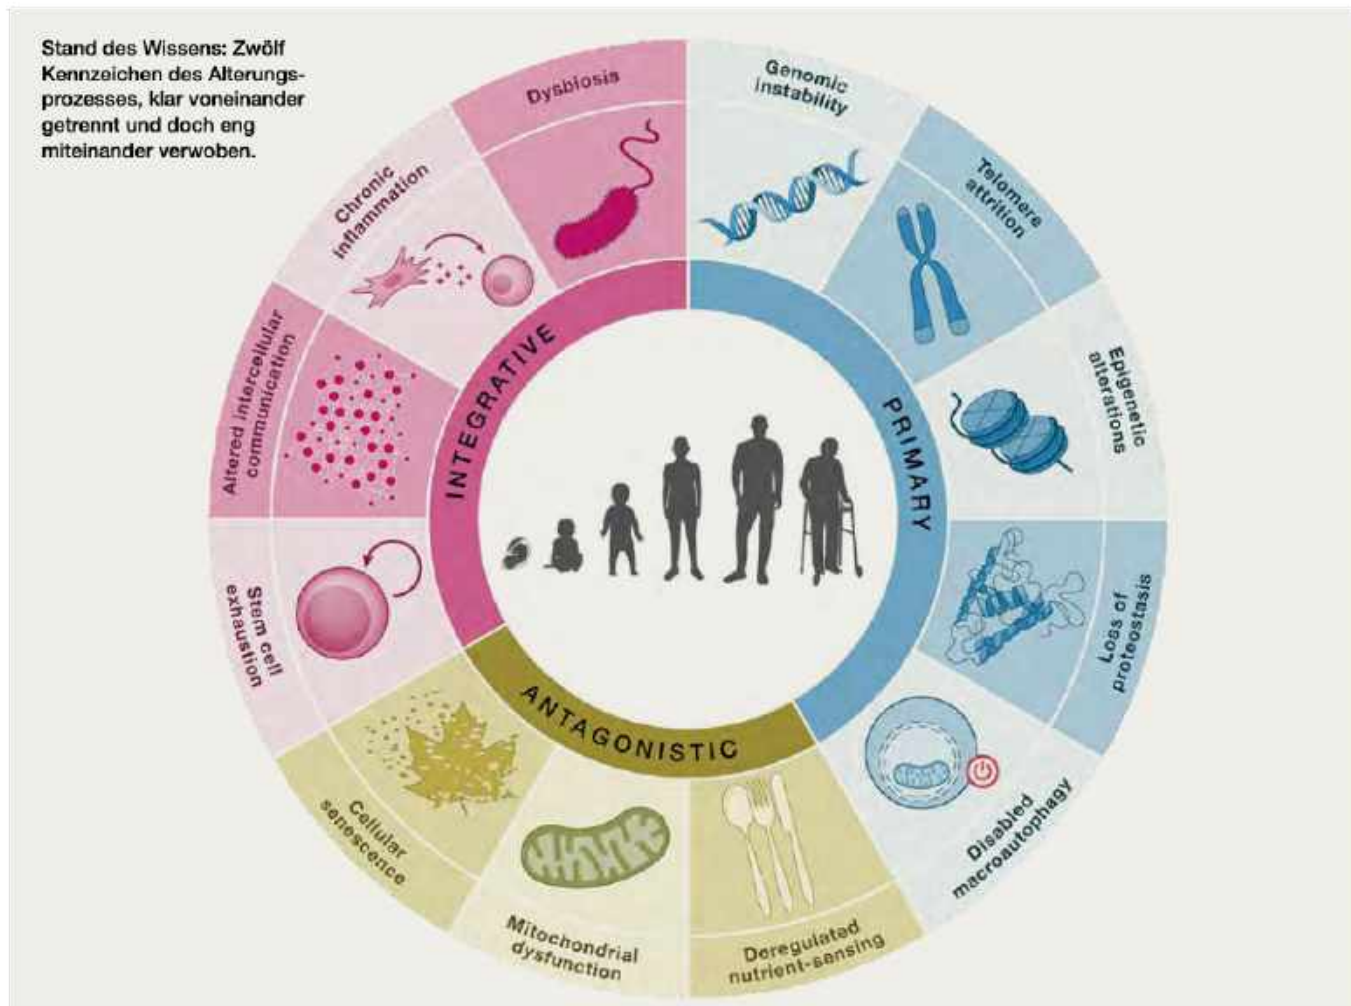 Stand des Wissens: Zwölf
Kennzeichen des Alterungs-
prozesses, klar voneinander
getrennt und doch eng
miteinander verwoben.
Genomic
instability
Telomere
attrition
Epigenetic
alterations
Loss of
proteostasis
Disabled
macroautophagy
Deregulated
nutrient-sensing
Mitochondrial
dysfunction
Cellular
senescence
Stem cell
exhaustion
Altered intercellular
communication
Chronic
inflammation
Dysbiosis
PRIMARY
ANTAGONISTIC
INTEGRATIVE